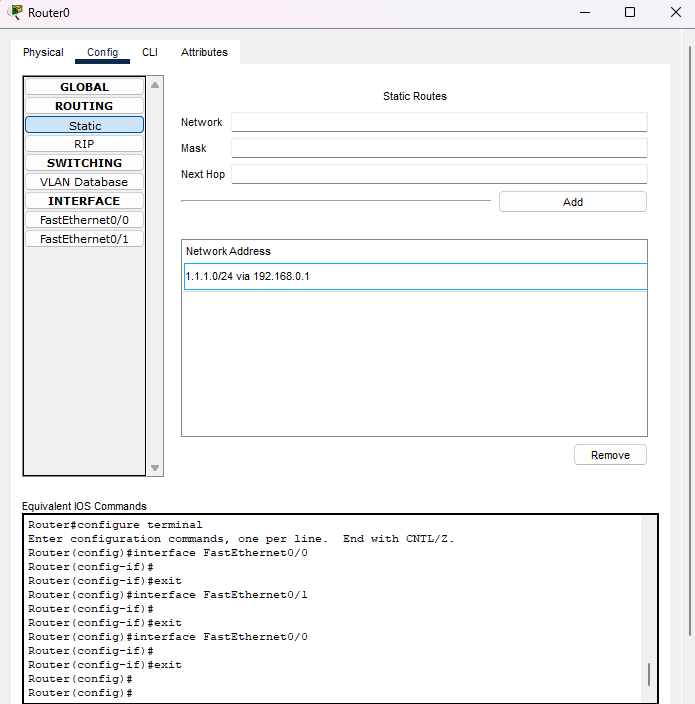 Router0
Physical Config CLI Attributes
GLOBAL
ROUTING
Static
RIP
SWITCHING
VLAN Database
INTERFACE
FastEthernet0/0
FastEthernet0/1
Static Routes
Network
Mask
Next Hop
Add
Network Address
1.1.1.0/24 via 192.168.0.1
Remove
Equivalent IOS Commands
Router#configure terminal
Enter configuration commands, one per line.  End with CNTL/Z.
Router(config)#interface FastEthernet0/0
Router(config-if)#
Router(config-if)#exit
Router(config)#interface FastEthernet0/1
Router(config-if)#
Router(config-if)#exit
Router(config)#interface FastEthernet0/0
Router(config-if)#
Router(config-if)#exit
Router(config)#
Router(config)#